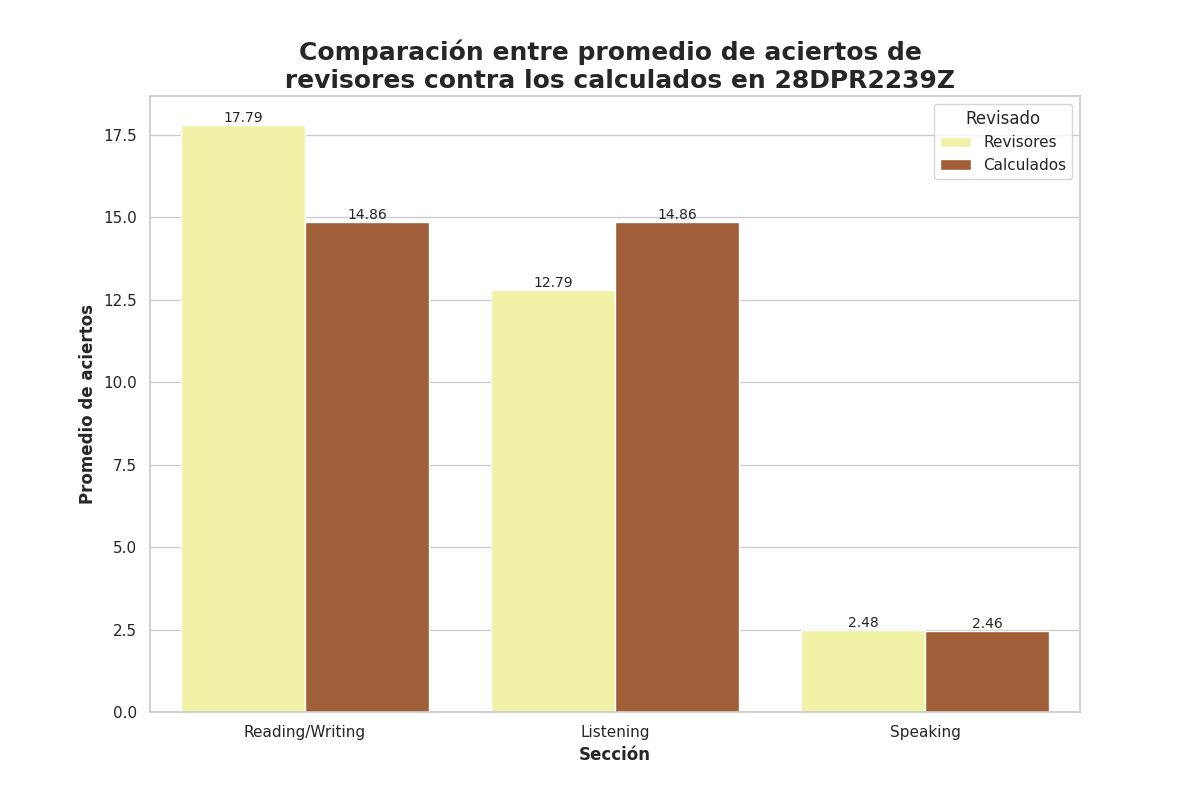 Comparación entre promedio de aciertos de
revisores contra los calculados en 28DPR2239Z
Revisado
Revisores
Calculados
17.79
14.86
12.79
14.86
2.48
2.46
Promedio de aciertos
17.5
15.0
12.5
10.0
7.5
5.0
2.5
0.0
Reading/Writing
Listening
Speaking
Sección